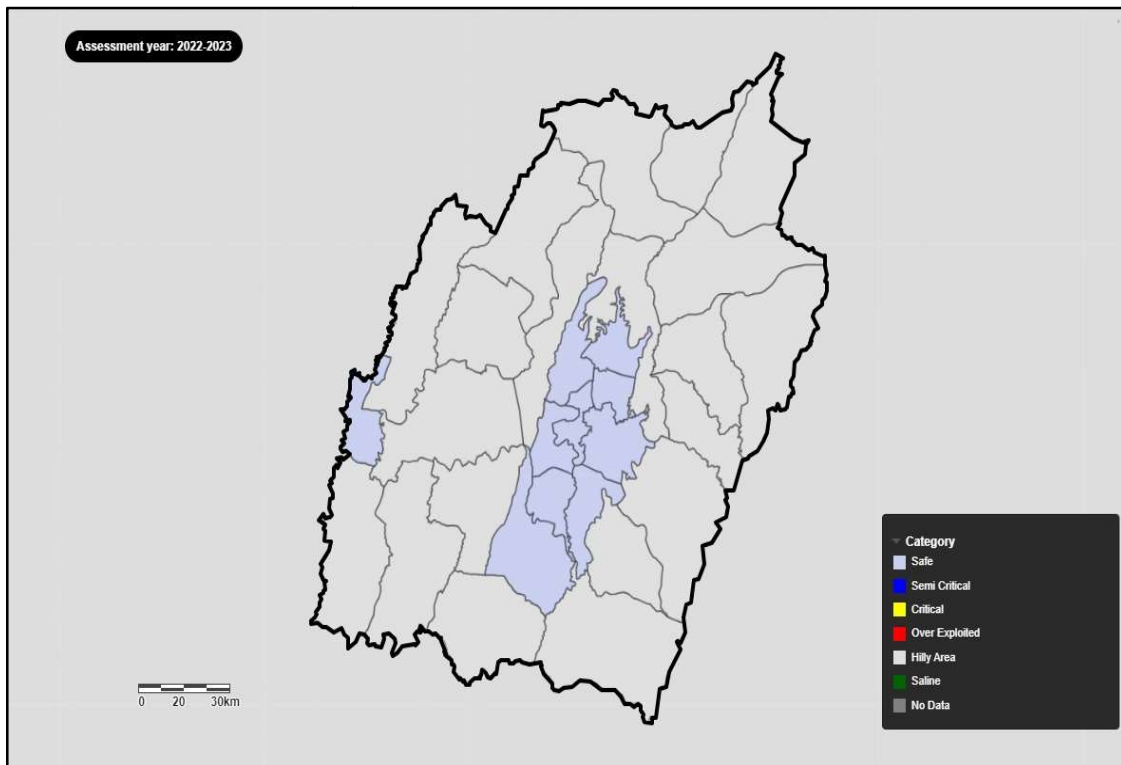 Assessment year: 2022-2023
Category
Safe
Semi Critical
Critical
Over Exploited
Hilly Area
Saline
No Data
0 20 30km